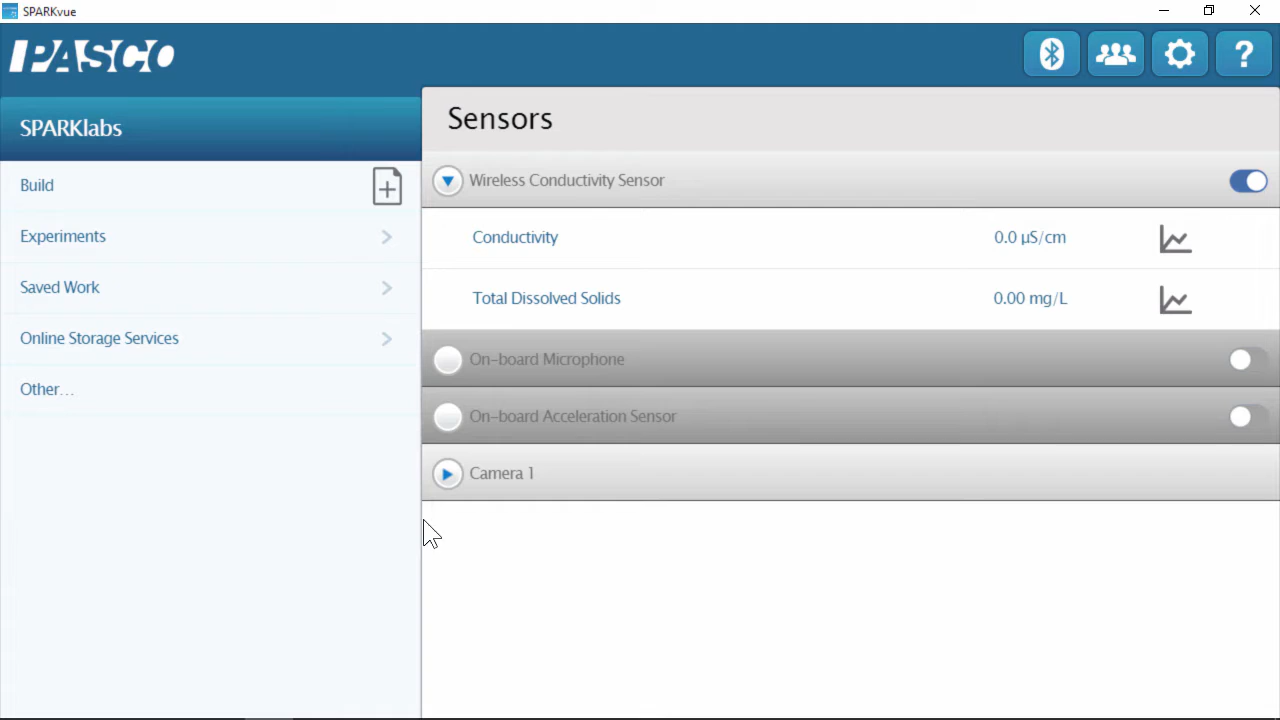 SPARKvue
PASCO
?
SPARKlabs
Sensors
Build
Wireless Conductivity Sensor
Experiments
Conductivity 0.0 µS/cm
Saved Work
Total Dissolved Solids 0.00 mg/L
Online Storage Services
On-board Microphone
Other...
On-board Acceleration Sensor
Camera 1